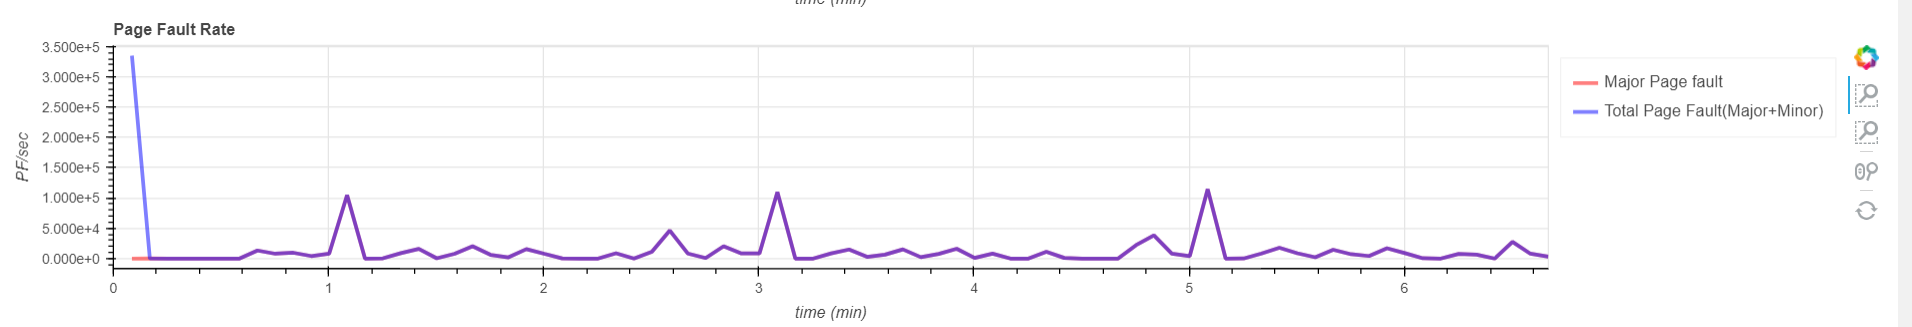 time (min)
Page Fault Rate
3.500e+5
3.000e+5
2.500e+5
2.000e+5
1.500e+5
1.000e+5
5.000e+4
0.000e+0
PF/sec
0 1 2 3 4 5 6
time (min)
Major Page fault
Total Page Fault(Major+Minor)